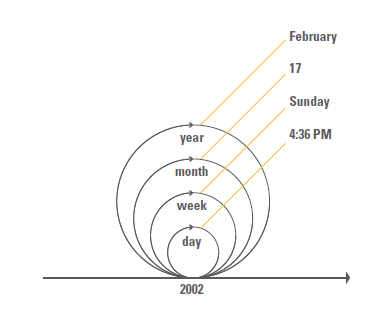 February
17
Sunday
4:36 PM
year
month
week
day
2002